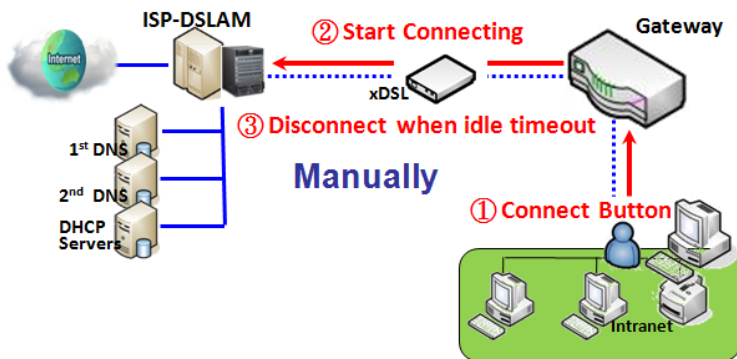 ISP-DSLAM
② Start Connecting
Gateway
Internet
xDSL
③ Disconnect when idle timeout
1st DNS
Manually
2nd DNS
① Connect Button
DHCP
Servers
Intranet